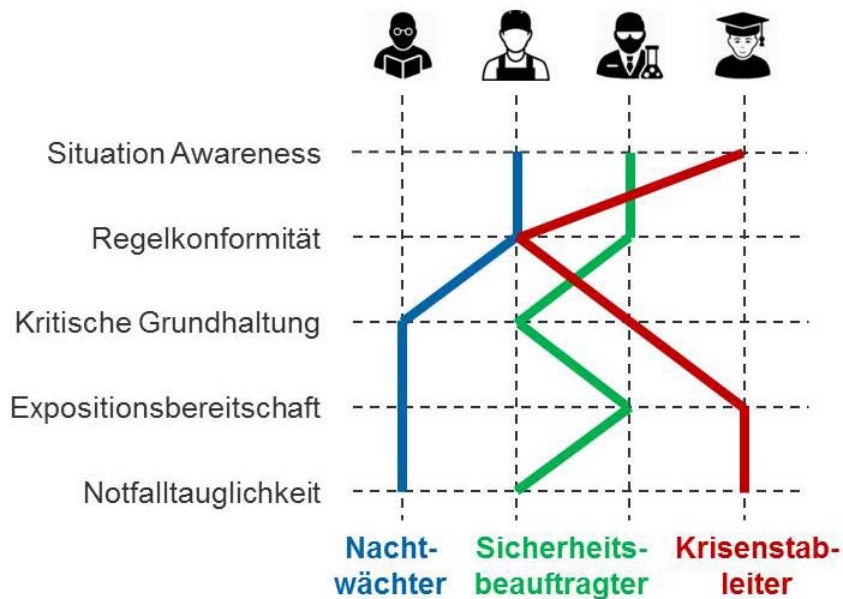 Situation Awareness
Regelkonformität
Kritische Grundhaltung
Expositionsbereitschaft
Notfalltauglichkeit
Nacht-
wächter
Sicherheits-
beauftragter
Krisenstab-
leiter